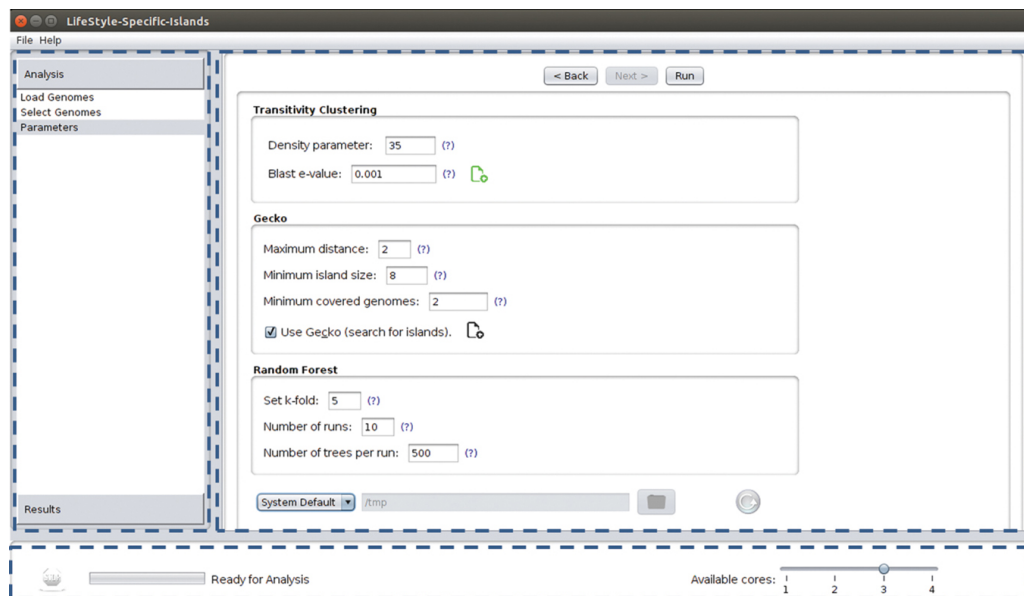 LifeStyle-Specific-Islands
File Help
Analysis
Load Genomes
Select Genomes
Parameters
Results
< Back Next > Run
Transitivity Clustering
Density parameter: 35 (?)
Blast e-value: 0.001 (?)
Gecko
Maximum distance: 2 (?)
Minimum island size: 8 (?)
Minimum covered genomes: 2 (?)
Use Gecko (search for islands).
Random Forest
Set k-fold: 5 (?)
Number of runs: 10 (?)
Number of trees per run: 500 (?)
System Default /tmp
Ready for Analysis
Available cores:
1 2 3 4